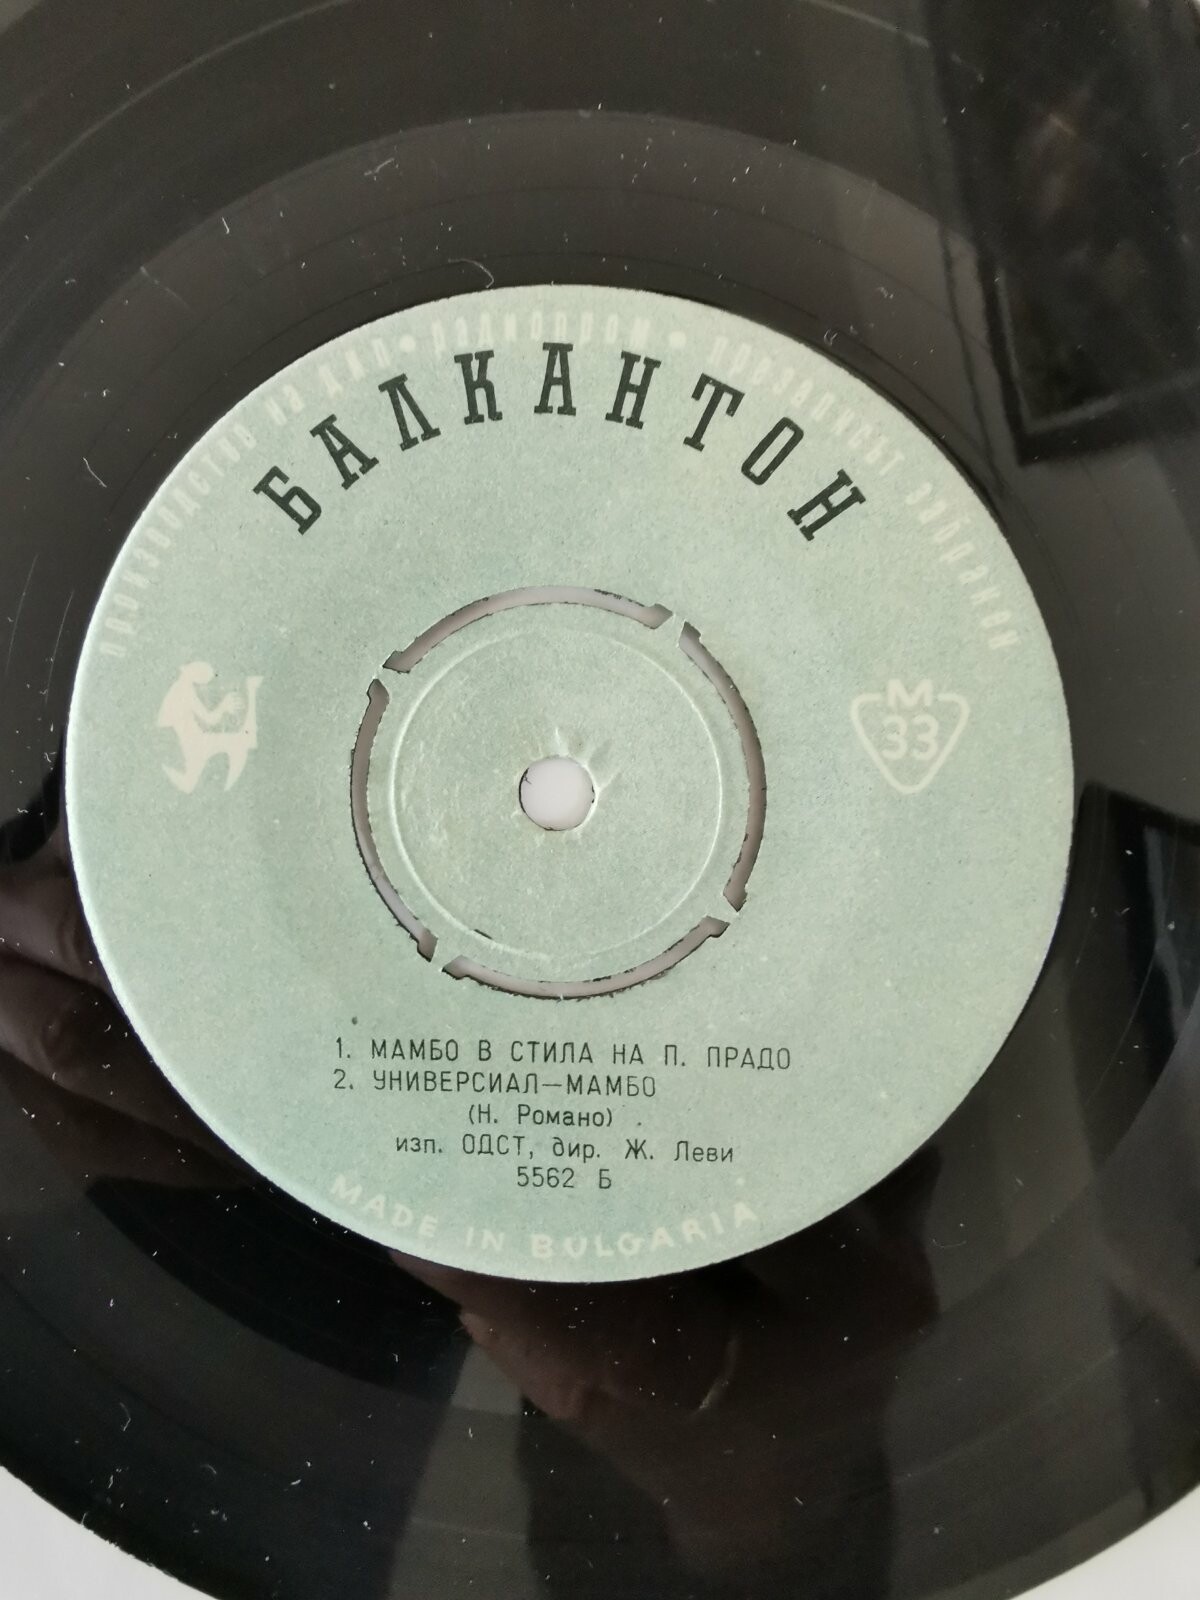 производство на дип • радиопром • презаписът забранен
БАЛКАНТОН
М
33
1. МАМБО В СТИЛА НА П. ПРАДО
2. УНИВЕРСИАЛ—МАМБО
(Н. Романо)
изп. ОДСТ, дир. Ж. Леви
5562 Б
MADE IN BULGARIA